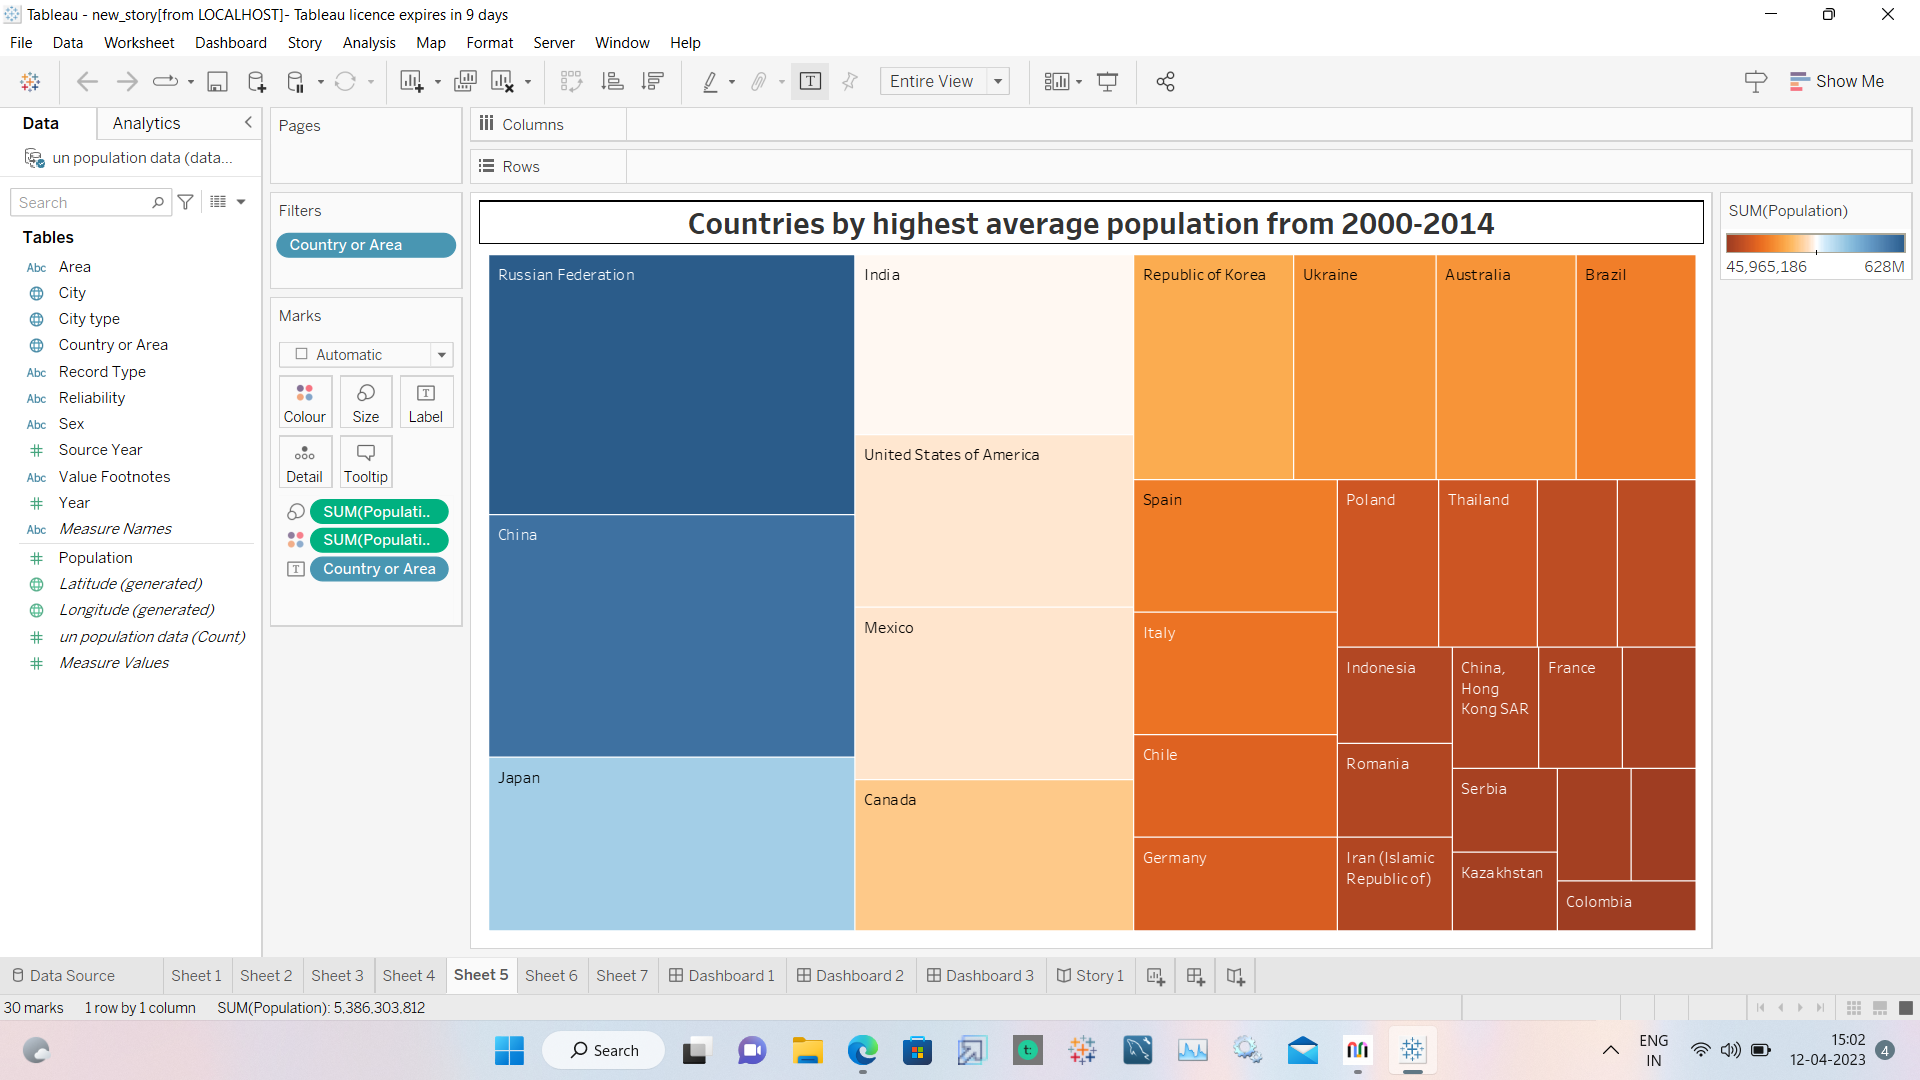 Tableau - new_story[from LOCALHOST]- Tableau licence expires in 9 days
File Data Worksheet Dashboard Story Analysis Map Format Server Window Help
Entire View
Show Me
Data Analytics
un population data (data...
Search
Tables
Abc Area
City
City type
Country or Area
Abc Record Type
Abc Reliability
Abc Sex
Source Year
Abc Value Footnotes
Year
Abc Measure Names
Population
Latitude (generated)
Longitude (generated)
un population data (Count)
Measure Values
Pages
Filters
Country or Area
Marks
Automatic
Colour Size Label
Detail Tooltip
SUM(Populati..
SUM(Populati..
Country or Area
Columns
Rows
Countries by highest average population from 2000-2014
Russian Federation
China
Japan
India
United States of America
Mexico
Canada
Republic of Korea
Ukraine
Australia
Brazil
Spain
Italy
Chile
Germany
Poland
Thailand
Indonesia
Romania
Iran (Islamic
Republic of)
China,
Hong
Kong SAR
France
Serbia
Kazakhstan
Colombia
SUM(Population)
45,965,186 628M
Data Source Sheet 1 Sheet 2 Sheet 3 Sheet 4 Sheet 5 Sheet 6 Sheet 7 Dashboard 1 Dashboard 2 Dashboard 3 Story 1
30 marks 1 row by 1 column SUM(Population): 5,386,303,812
Search
ENG
IN
15:02
12-04-2023
4